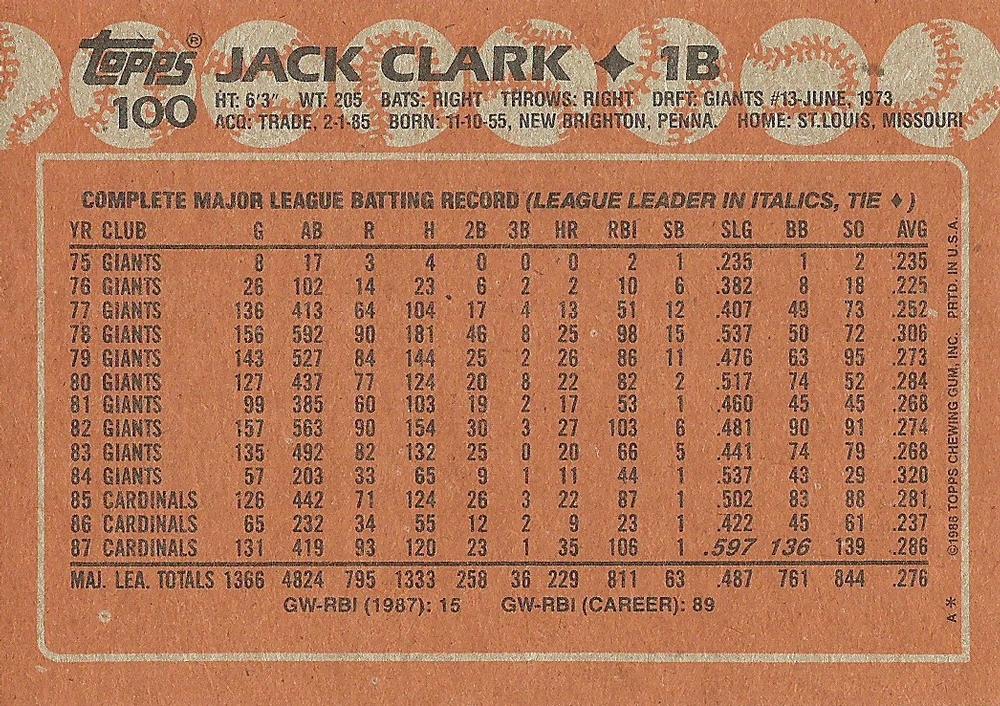 Topps® JACK CLARK ♦ 1B
100 HT: 6'3" WT: 205 BATS: RIGHT THROWS: RIGHT DRFT: GIANTS #13-JUNE, 1973
ACQ: TRADE, 2-1-85 BORN: 11-10-55, NEW BRIGHTON, PENNA. HOME: ST.LOUIS, MISSOURI
COMPLETE MAJOR LEAGUE BATTING RECORD (LEAGUE LEADER IN ITALICS, TIE ♦)
YR CLUB G AB R H 2B 3B HR RBI SB SLG BB SO AVG
75 GIANTS 8 17 3 4 0 0 0 2 1 .235 1 2 .235
76 GIANTS 26 102 14 23 6 2 2 10 6 .382 8 18 .225
77 GIANTS 136 413 64 104 17 4 13 51 12 .407 49 73 .252
78 GIANTS 156 592 90 181 46 8 25 98 15 .537 50 72 .306
79 GIANTS 143 527 84 144 25 2 26 86 11 .476 63 95 .273
80 GIANTS 127 437 77 124 20 8 22 82 2 .517 74 52 .284
81 GIANTS 99 385 60 103 19 2 17 53 1 .460 45 45 .268
82 GIANTS 157 563 90 154 30 3 27 103 6 .481 90 91 .274
83 GIANTS 135 492 82 132 25 0 20 66 5 .441 74 79 .268
84 GIANTS 57 203 33 65 9 1 11 44 1 .537 43 29 .320
85 CARDINALS 126 442 71 124 26 3 22 87 1 .502 83 88 .281
86 CARDINALS 65 232 34 55 12 2 9 23 1 .422 45 61 .237
87 CARDINALS 131 419 93 120 23 1 35 106 1 .597 136 139 .286
MAJ. LEA. TOTALS 1366 4824 795 1333 258 36 229 811 63 .487 761 844 .276
GW-RBI (1987): 15 GW-RBI (CAREER): 89
©1986 TOPPS CHEWING GUM, INC. PRTD. IN U.S.A.
A *